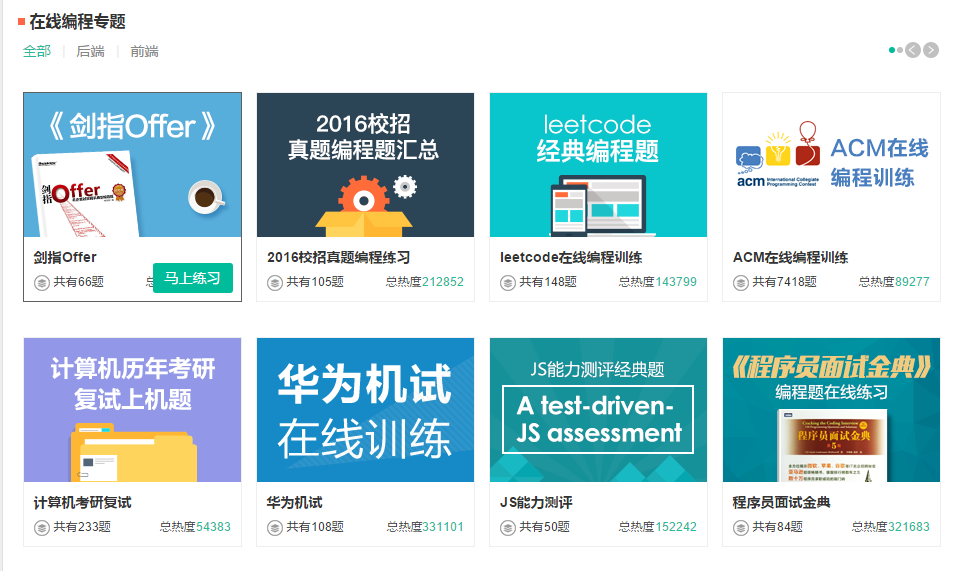 在线编程专题
全部
后端
前端
《 剑指Offer 》
剑指
Offer
剑指Offer
共有66题
总
马上练习
2016校招
真题编程题汇总
2016校招真题编程练习
共有105题
总热度212852
leetcode
经典编程题
leetcode在线编程训练
共有148题
总热度143799
acm International Collegiate
Programming Contest
ACM在线
编程训练
ACM在线编程训练
共有7418题
总热度89277
计算机历年考研
复试上机题
计算机考研复试
共有233题
总热度54383
华为机试
在线训练
华为机试
共有108题
总热度331101
JS能力测评经典题
A test-driven-
JS assessment
JS能力测评
共有50题
总热度152242
《程序员面试金典》
编程题在线练习
Cracking the Coding Interview
程序员面试金典
第5版
程序员面试金典
共有84题
总热度321683